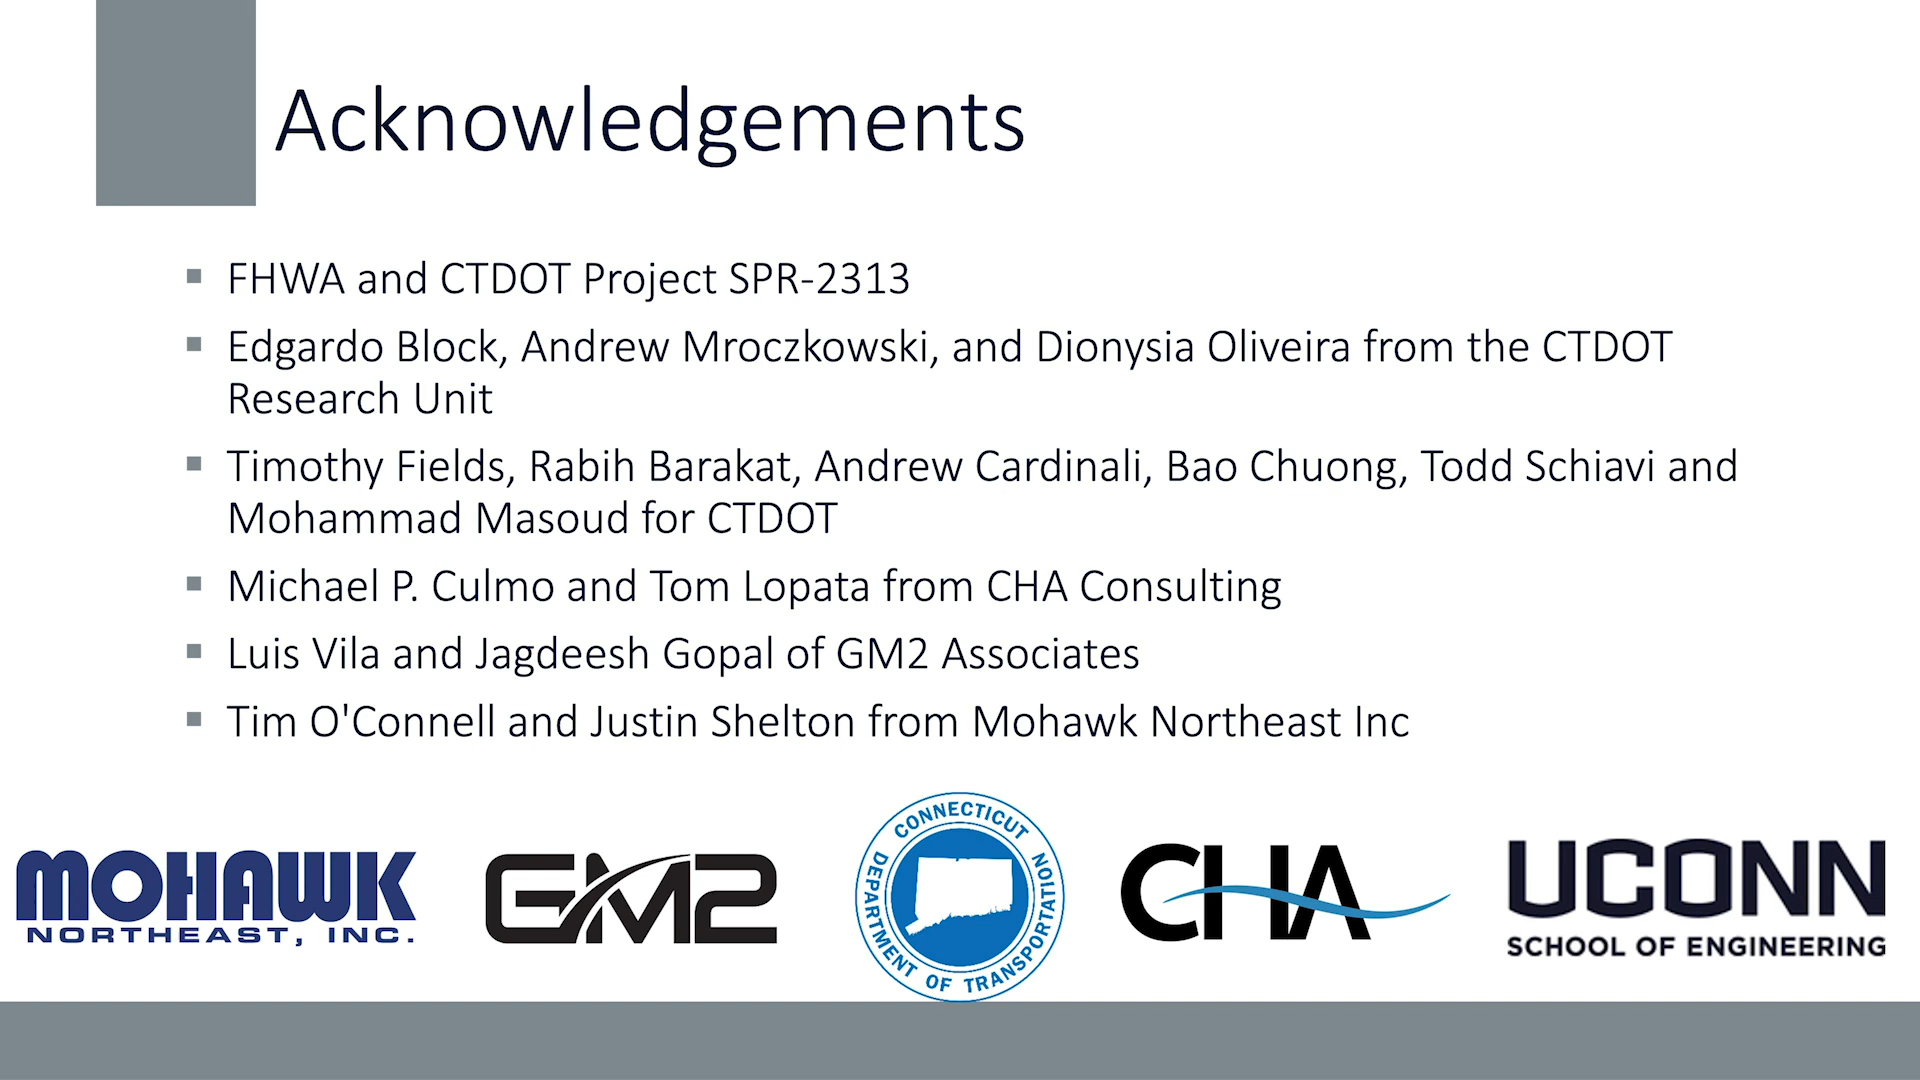 Acknowledgements
▪ FHWA and CTDOT Project SPR-2313
▪ Edgardo Block, Andrew Mroczkowski, and Dionysia Oliveira from the CTDOT
Research Unit
▪ Timothy Fields, Rabih Barakat, Andrew Cardinali, Bao Chuong, Todd Schiavi and
Mohammad Masoud for CTDOT
▪ Michael P. Culmo and Tom Lopata from CHA Consulting
▪ Luis Vila and Jagdeesh Gopal of GM2 Associates
▪ Tim O'Connell and Justin Shelton from Mohawk Northeast Inc
MOHAWK
NORTHEAST, INC.
GM2
CONNECTICUT
DEPARTMENT OF TRANSPORTATION
CHA
UCONN
SCHOOL OF ENGINEERING